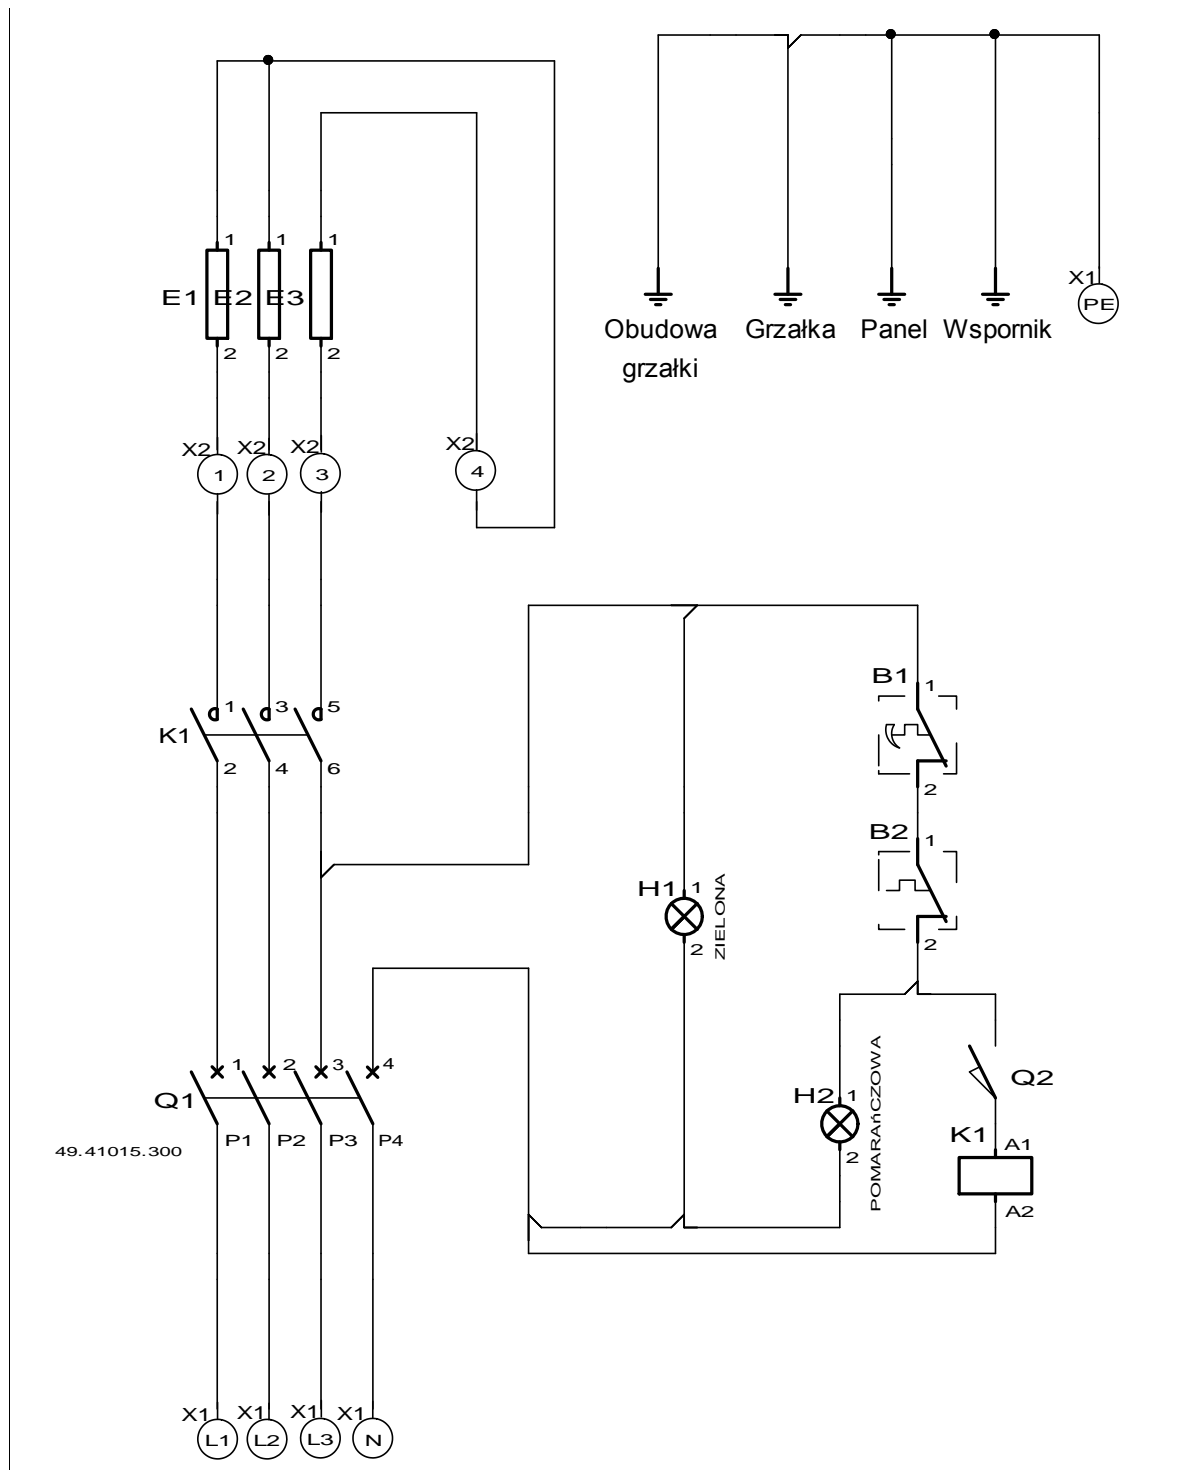 1 1 1
E1 E2 E3
2 2 2
X1
PE
Obudowa grzałki
Grzałka
Panel
Wspornik
X2 X2 X2 X2
1 2 3 4
K1
1 3 5
2 4 6
B1
1
2
B2
1
2
H1
1
2
ZIELONA
Q1
1 2 3 4
P1 P2 P3 P4
49.41015.300
H2
1
2
POMARAńCZOWA
Q2
K1
A1
A2
X1 X1 X1 X1
L1 L2 L3 N